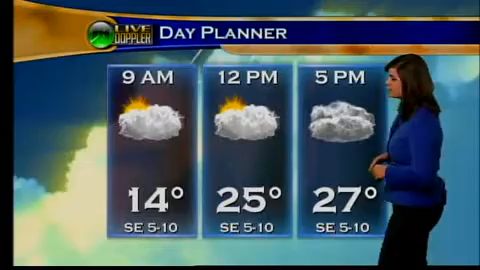 LIVE
DOPPLER
DAY PLANNER
9 AM
12 PM
5 PM
14°
25°
27°
SE 5-10
SE 5-10
SE 5-10